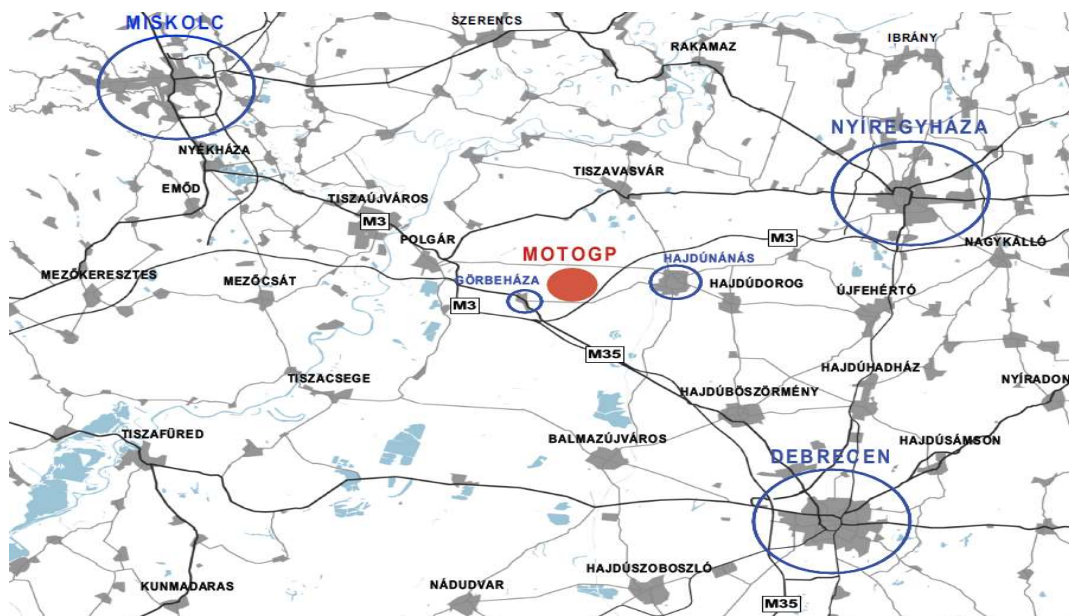 MISKOLC
SZERENCS
RAKAMAZ
IBRÁNY
NYÍREGYHÁZA
NYÉKHÁZA
EMŐD
TISZAÚJVÁROS
M3
TISZAVASVÁR
POLGÁR
MOTOGP
M3
NAGYKÁLLÓ
MEZŐKERESZTES
MEZŐCSÁT
GÖRBEHÁZA
HAJDÚNÁNÁS
HAJDÚDOROG
ÚJFEHÉRTÓ
M3
M35
TISZACSEGE
HAJDÚHADHÁZ
NYÍRADON
HAJDÚBÖSZÖRMÉNY
TISZAFÜRED
BALMAZÚJVÁROS
HAJDÚSÁMSON
DEBRECEN
KUNMADARAS
NÁDUDVAR
HAJDÚSZOBOSZLÓ
M35